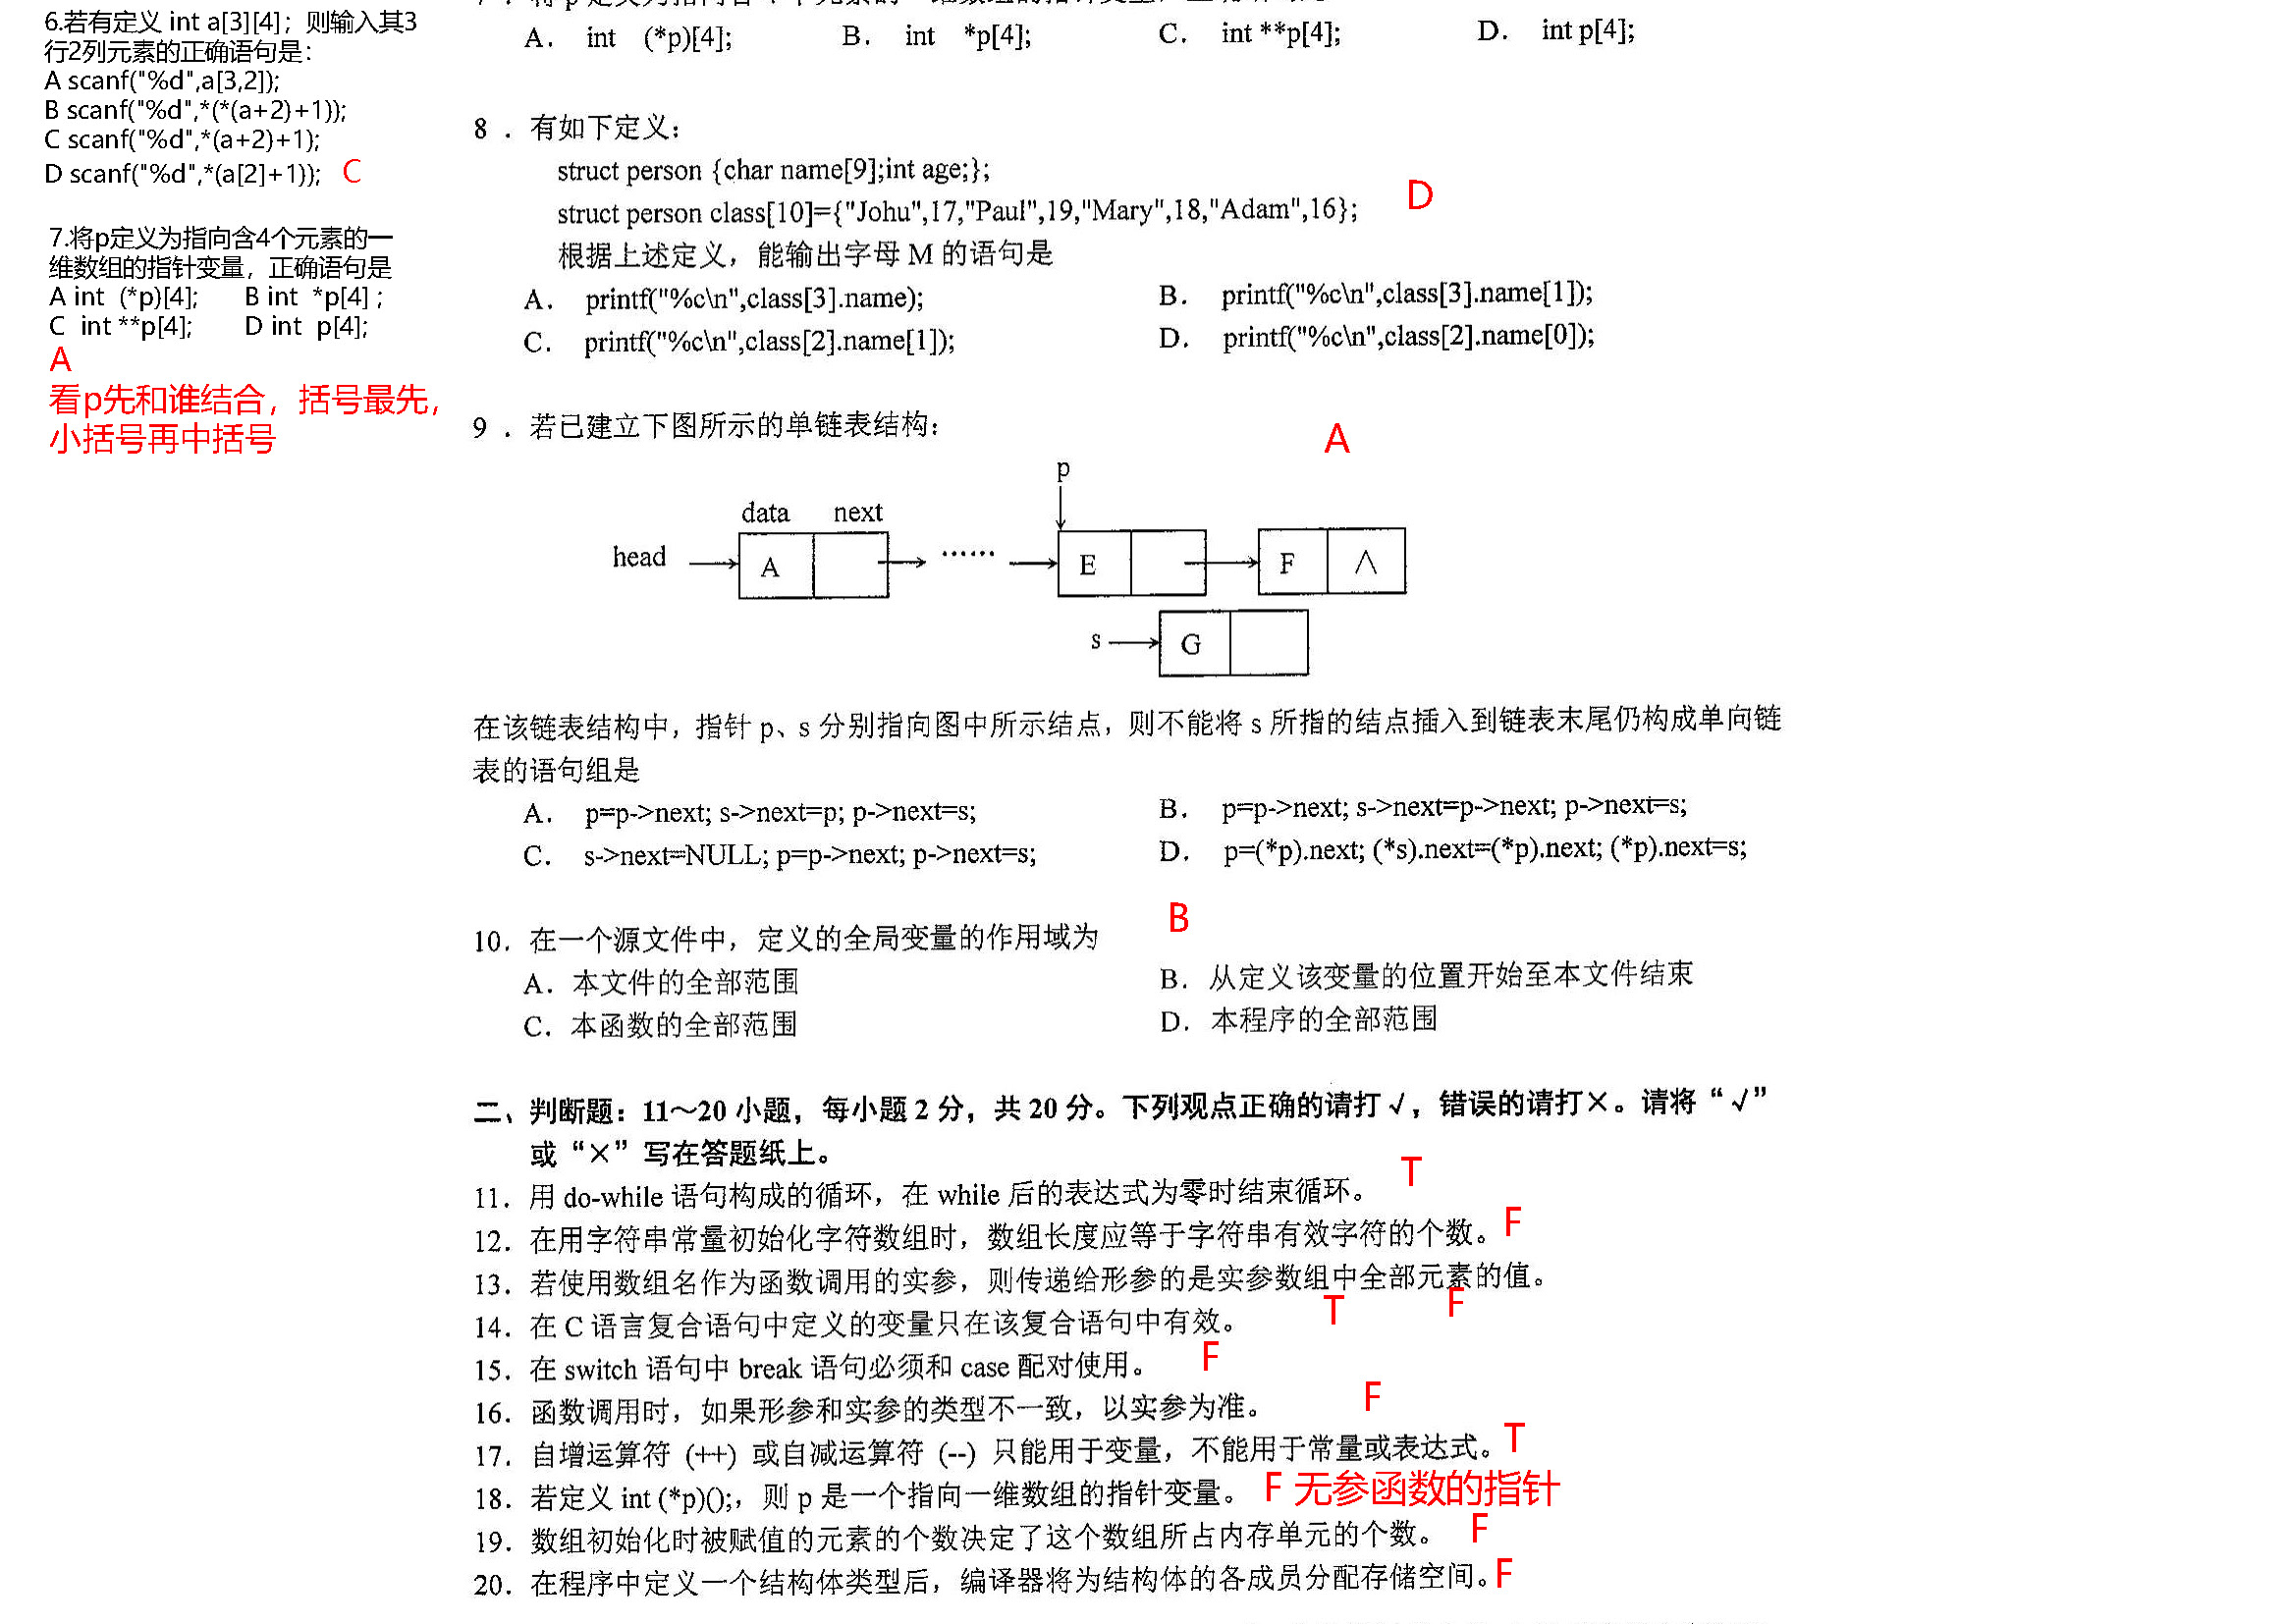 6.若有定义 int a[3][4]；则输入其3
行2列元素的正确语句是：
A scanf("%d",a[3,2]);
B scanf("%d",*(*(a+2)+1));
C scanf("%d",*(a+2)+1);
D scanf("%d",*(a[2]+1)); C
7.将p定义为指向含4个元素的一
维数组的指针变量，正确语句是
A int (*p)[4]; B int *p[4] ;
C int **p[4]; D int p[4];
A
看p先和谁结合，括号最先，
小括号再中括号
A. int (*p)[4]; B. int *p[4]; C. int **p[4]; D. int p[4];
8 . 有如下定义：
struct person {char name[9];int age;};
struct person class[10]={"Johu",17,"Paul",19,"Mary",18,"Adam",16}; D
根据上述定义，能输出字母 M 的语句是
A. printf("%c\n",class[3].name); B. printf("%c\n",class[3].name[1]);
C. printf("%c\n",class[2].name[1]); D. printf("%c\n",class[2].name[0]);
9 . 若已建立下图所示的单链表结构： A
p
data next
head A …… E F ∧
s G
在该链表结构中，指针 p、s 分别指向图中所示结点，则不能将 s 所指的结点插入到链表末尾仍构成单向链
表的语句组是
A. p=p->next; s->next=p; p->next=s; B. p=p->next; s->next=p->next; p->next=s;
C. s->next=NULL; p=p->next; p->next=s; D. p=(*p).next; (*s).next=(*p).next; (*p).next=s;
10. 在一个源文件中，定义的全局变量的作用域为 B
A. 本文件的全部范围 B. 从定义该变量的位置开始至本文件结束
C. 本函数的全部范围 D. 本程序的全部范围
二、判断题：11～20 小题，每小题 2 分，共 20 分。下列观点正确的请打√，错误的请打×。请将“√”
或“×”写在答题纸上。
11. 用 do-while 语句构成的循环，在 while 后的表达式为零时结束循环。 T
12. 在用字符串常量初始化字符数组时，数组长度应等于字符串有效字符的个数。 F
13. 若使用数组名作为函数调用的实参，则传递给形参的是实参数组中全部元素的值。 F
14. 在 C 语言复合语句中定义的变量只在该复合语句中有效。 T
15. 在 switch 语句中 break 语句必须和 case 配对使用。 F
16. 函数调用时，如果形参和实参的类型不一致，以实参为准。 F
17. 自增运算符（++）或自减运算符（--）只能用于变量，不能用于常量或表达式。 T
18. 若定义 int (*p)();，则 p 是一个指向一维数组的指针变量。 F 无参函数的指针
19. 数组初始化时被赋值的元素的个数决定了这个数组所占内存单元的个数。 F
20. 在程序中定义一个结构体类型后，编译器将为结构体的各成员分配存储空间。 F